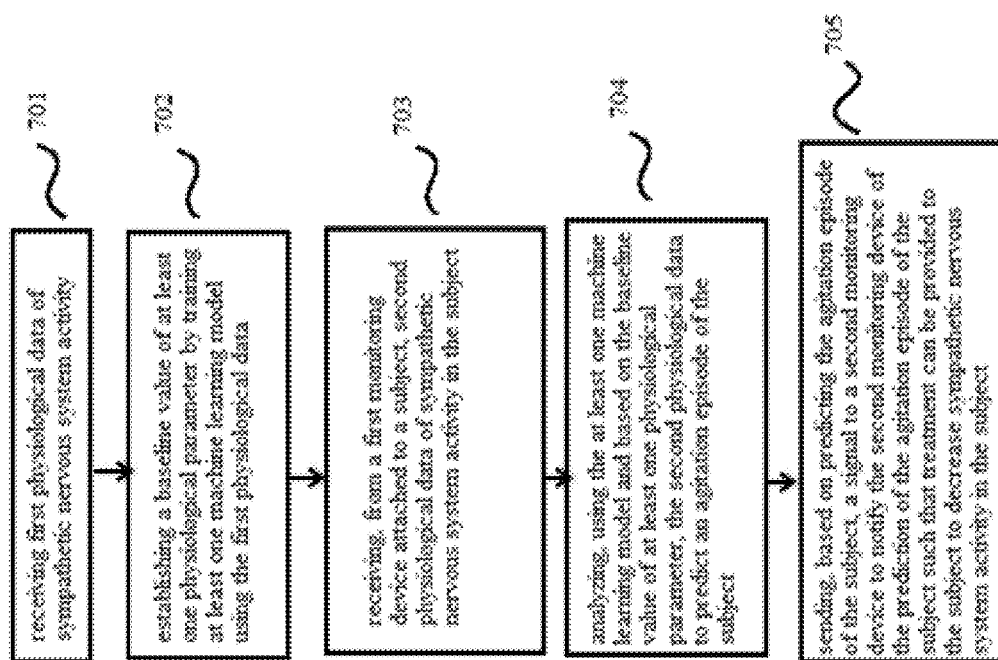 receiving first physiological data of
sympathetic nervous system activity
701
establishing a baseline value of at least
one physiological parameter by training
at least one machine learning model
using the first physiological data
702
receiving, from a first monitoring
device attached to a subject, second
physiological data of sympathetic
nervous system activity in the subject
703
analyzing, using the at least one machine
learning model and based on the baseline
value of at least one physiological
parameter, the second physiological data
to predict an agitation episode of the
subject
704
sending, based on predicting the agitation episode
of the subject, a signal to a second monitoring
device to notify the second monitoring device of
the prediction of the agitation episode of the
subject such that treatment can be provided to
the subject to decrease sympathetic nervous
system activity in the subject
705